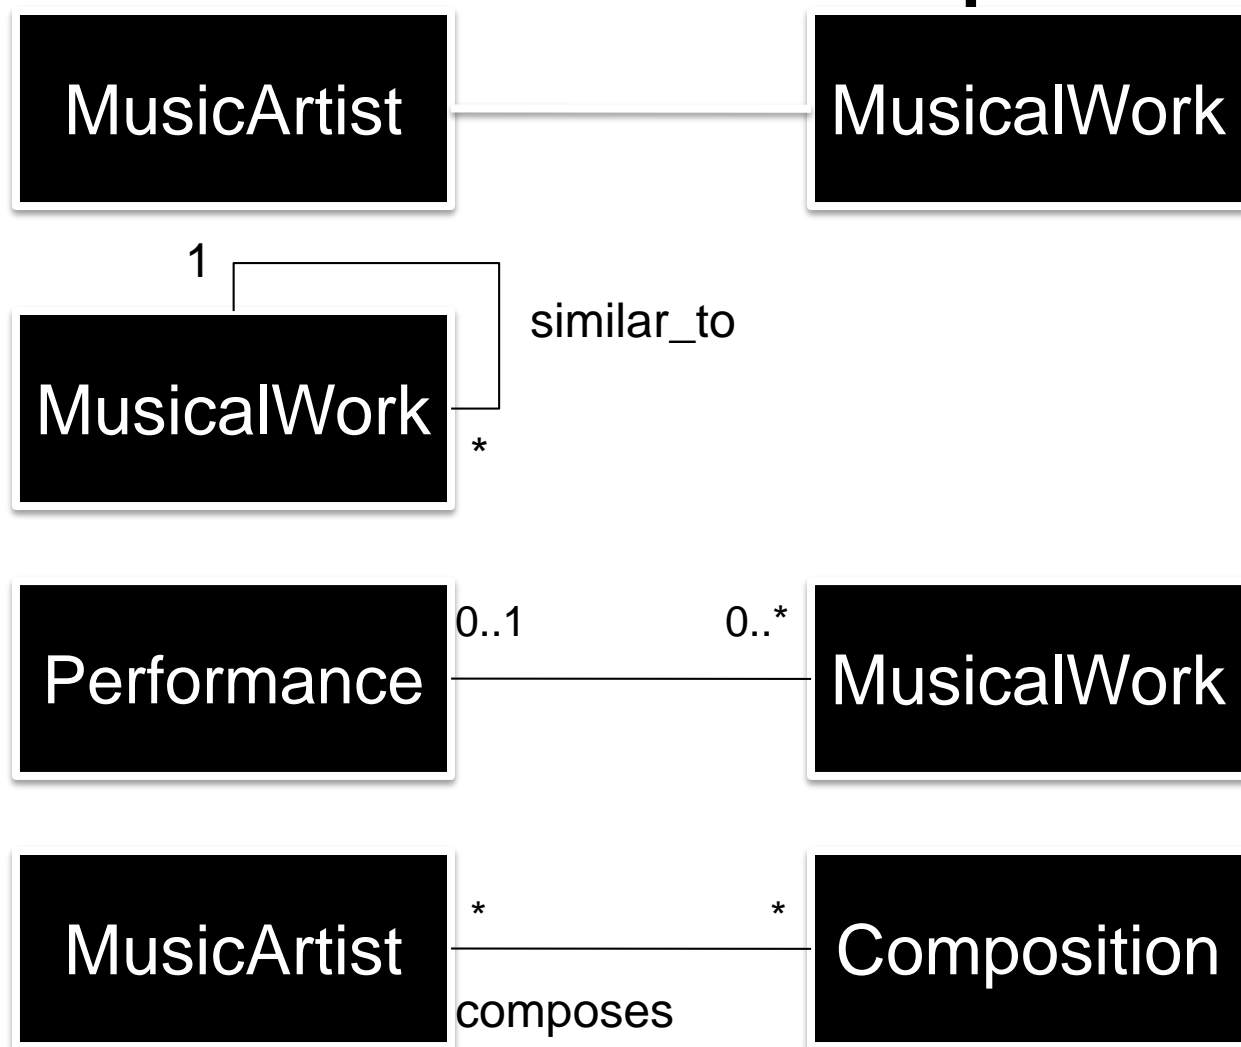 MusicArtist
MusicalWork
1
similar_to
MusicalWork
*
0..1
0..*
Performance
MusicalWork
*
*
MusicArtist
Composition
composes